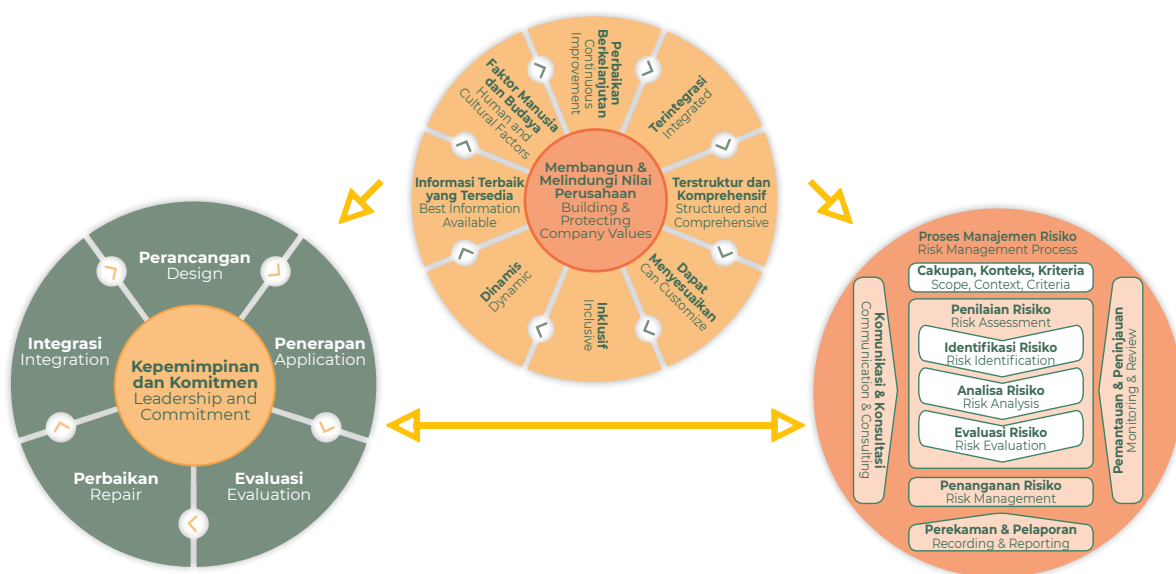 Perbaikan
Berkelanjutan
Continuous
Improvement
Terintegrasi
Integrated
Terstruktur dan
Komprehensif
Structured and
Comprehensive
Dapat
Menyesuaikan
Can Customize
Inklusif
Inclusive
Dinamis
Dynamic
Informasi Terbaik
yang Tersedia
Best Information
Available
Faktor Manusia
dan Budaya
Human and
Cultural Factors
Membangun &
Melindungi Nilai
Perusahaan
Building &
Protecting
Company Values
Perancangan
Design
Penerapan
Application
Evaluasi
Evaluation
Perbaikan
Repair
Integrasi
Integration
Kepemimpinan
dan Komitmen
Leadership and
Commitment
Proses Manajemen Risiko
Risk Management Process
Cakupan, Konteks, Kriteria
Scope, Context, Criteria
Komunikasi & Konsultasi
Communication & Consulting
Penilaian Risiko
Risk Assessment
Identifikasi Risiko
Risk Identification
Analisa Risiko
Risk Analysis
Evaluasi Risiko
Risk Evaluation
Pemantauan & Peninjauan
Monitoring & Review
Penanganan Risiko
Risk Management
Perekaman & Pelaporan
Recording & Reporting